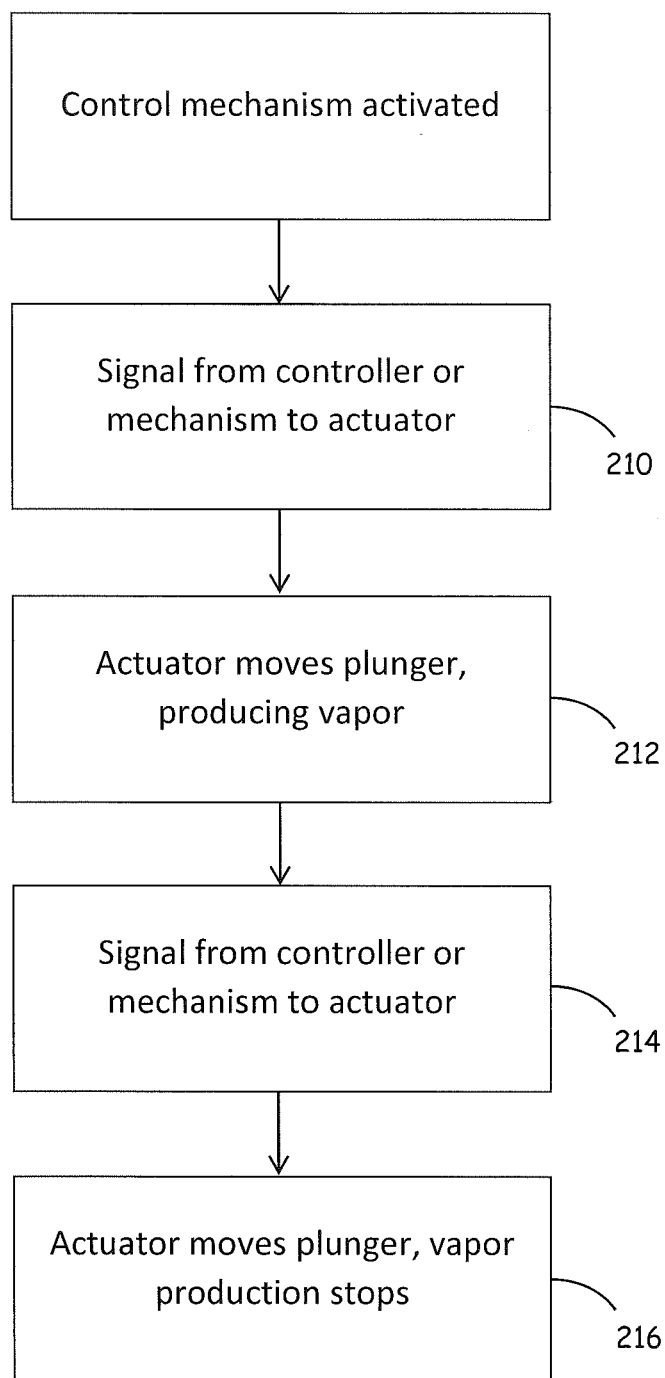 Control mechanism activated
Signal from controller or
mechanism to actuator
210
Actuator moves plunger,
producing vapor
212
Signal from controller or
mechanism to actuator
214
Actuator moves plunger, vapor
production stops
216